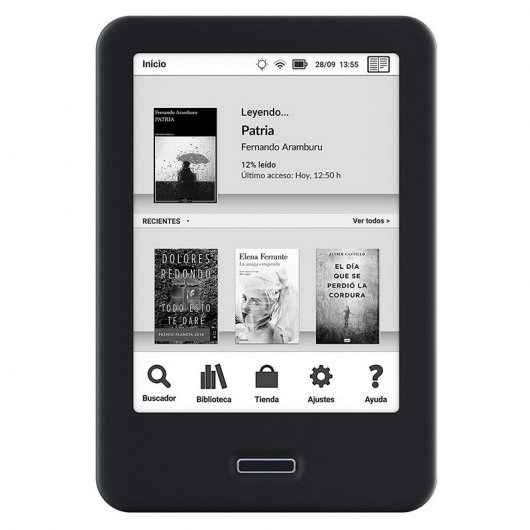 Inicio
28/09 13:55
Fernando Aramburu
PATRIA
Leyendo...
Patria
Fernando Aramburu
12% leído
Último acceso: Hoy, 12:50 h
RECIENTES
Ver todos >
DOLORES
REDONDO
TODO ESTO
TE DARÉ
PREMIO PLANETA 2016
Elena Ferrante
La amiga estupenda
JAVIER CASTILLO
EL DÍA
QUE SE
PERDIÓ LA
CORDURA
Buscador
Biblioteca
Tienda
Ajustes
Ayuda